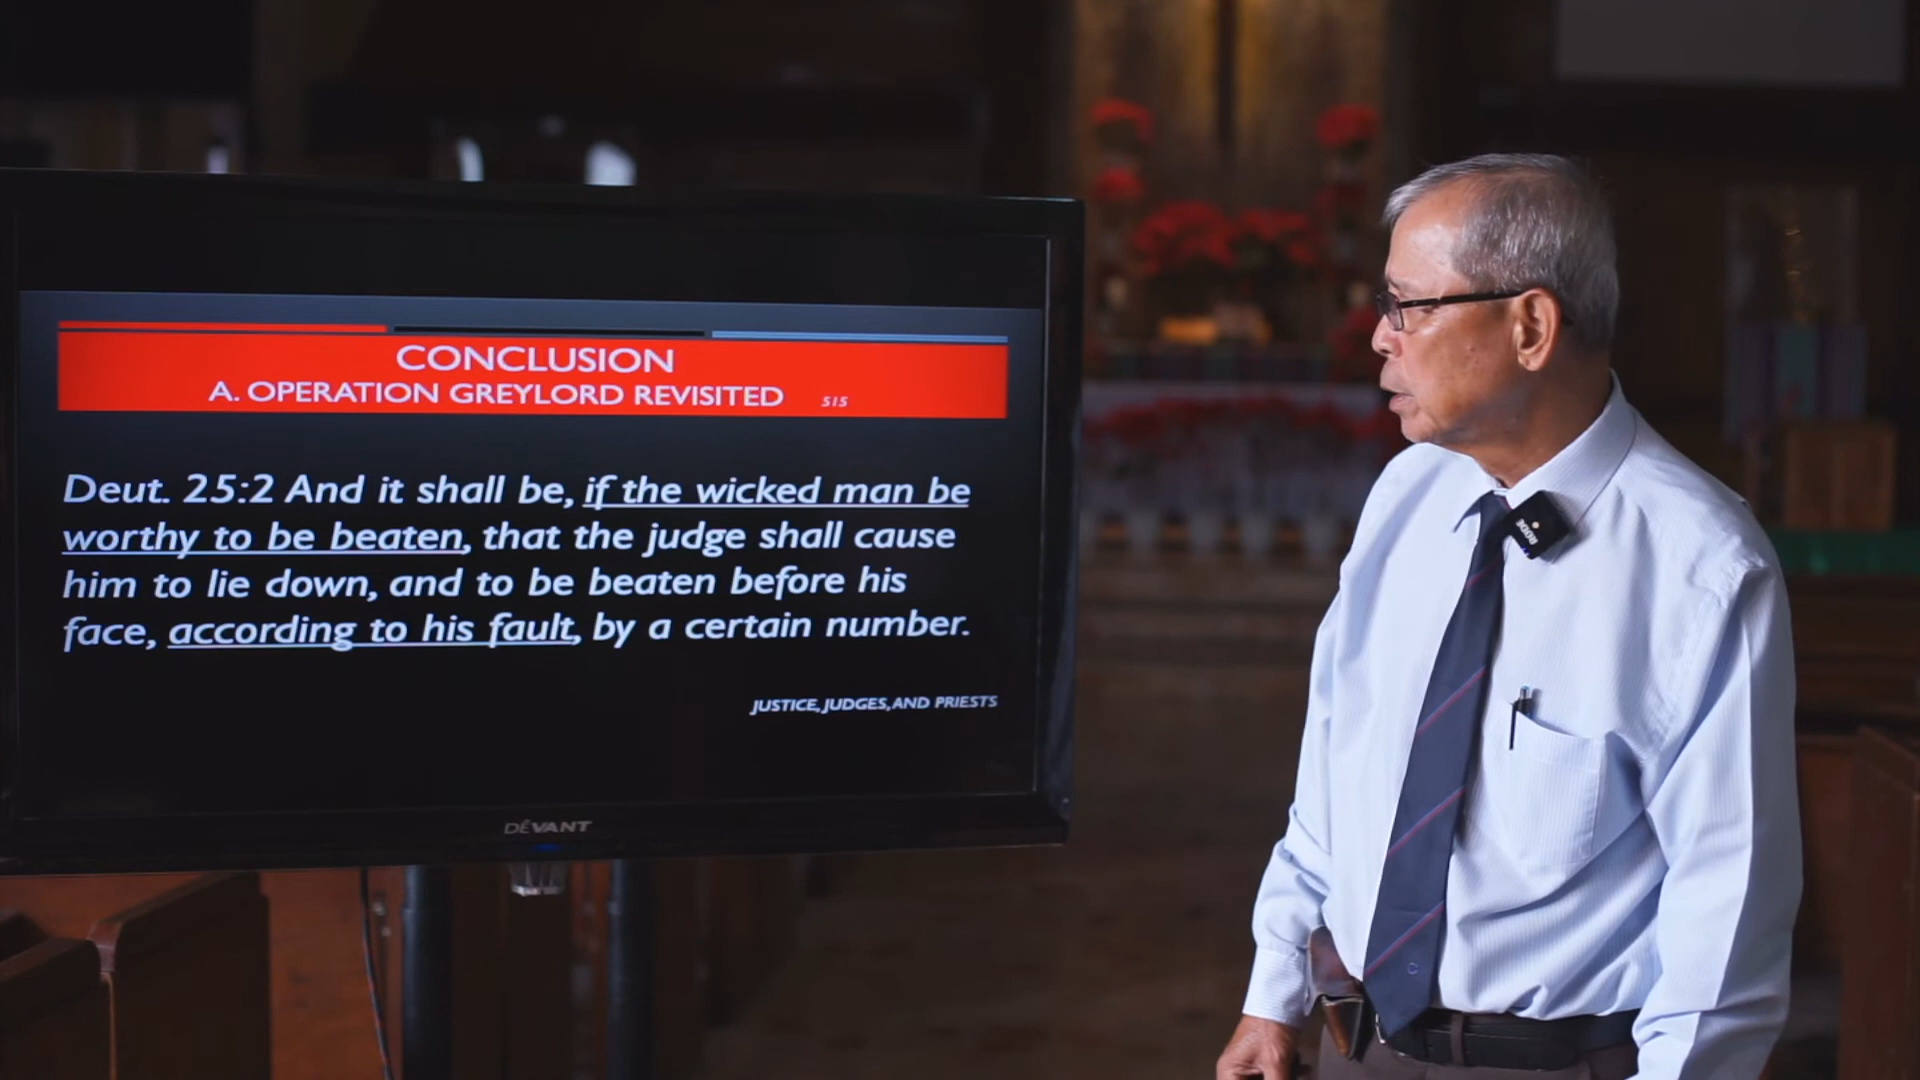 CONCLUSION
A. OPERATION GREYLORD REVISITED 515
Deut. 25:2 And it shall be, if the wicked man be
worthy to be beaten, that the judge shall cause
him to lie down, and to be beaten before his
face, according to his fault, by a certain number.
JUSTICE, JUDGES, AND PRIESTS
DEVANT
RODE